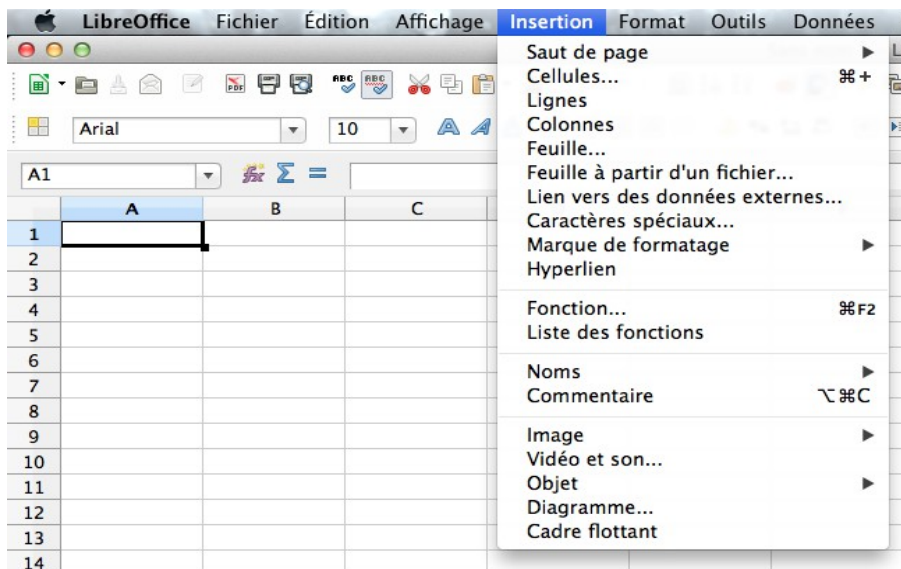 LibreOffice Fichier Édition Affichage Insertion Format Outils Données
L
PDF ABC ABC
Arial 10
A1
A B C
1
2
3
4
5
6
7
8
9
10
11
12
13
14
Saut de page
Cellules... ⌘+
Lignes
Colonnes
Feuille...
Feuille à partir d'un fichier...
Lien vers des données externes...
Caractères spéciaux...
Marque de formatage
Hyperlien
Fonction... ⌘F2
Liste des fonctions
Noms
Commentaire ⌥⌘C
Image
Vidéo et son...
Objet
Diagramme...
Cadre flottant